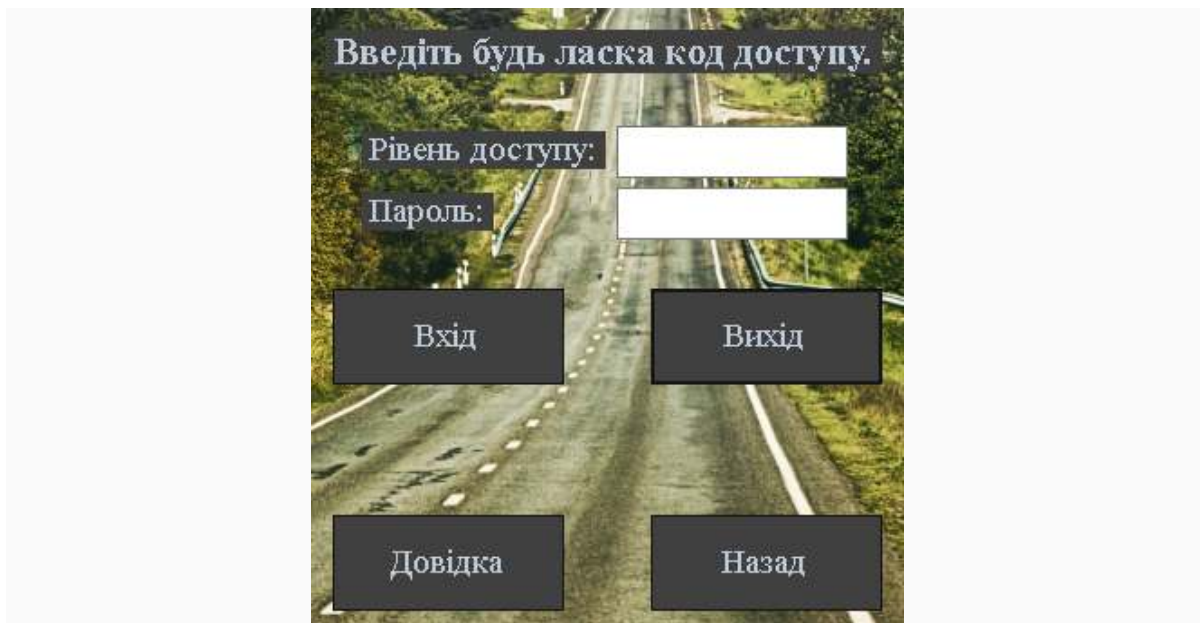 Введіть будь ласка код доступу.
Рівень доступу:
Пароль:
Вхід Вихід
Довідка Назад